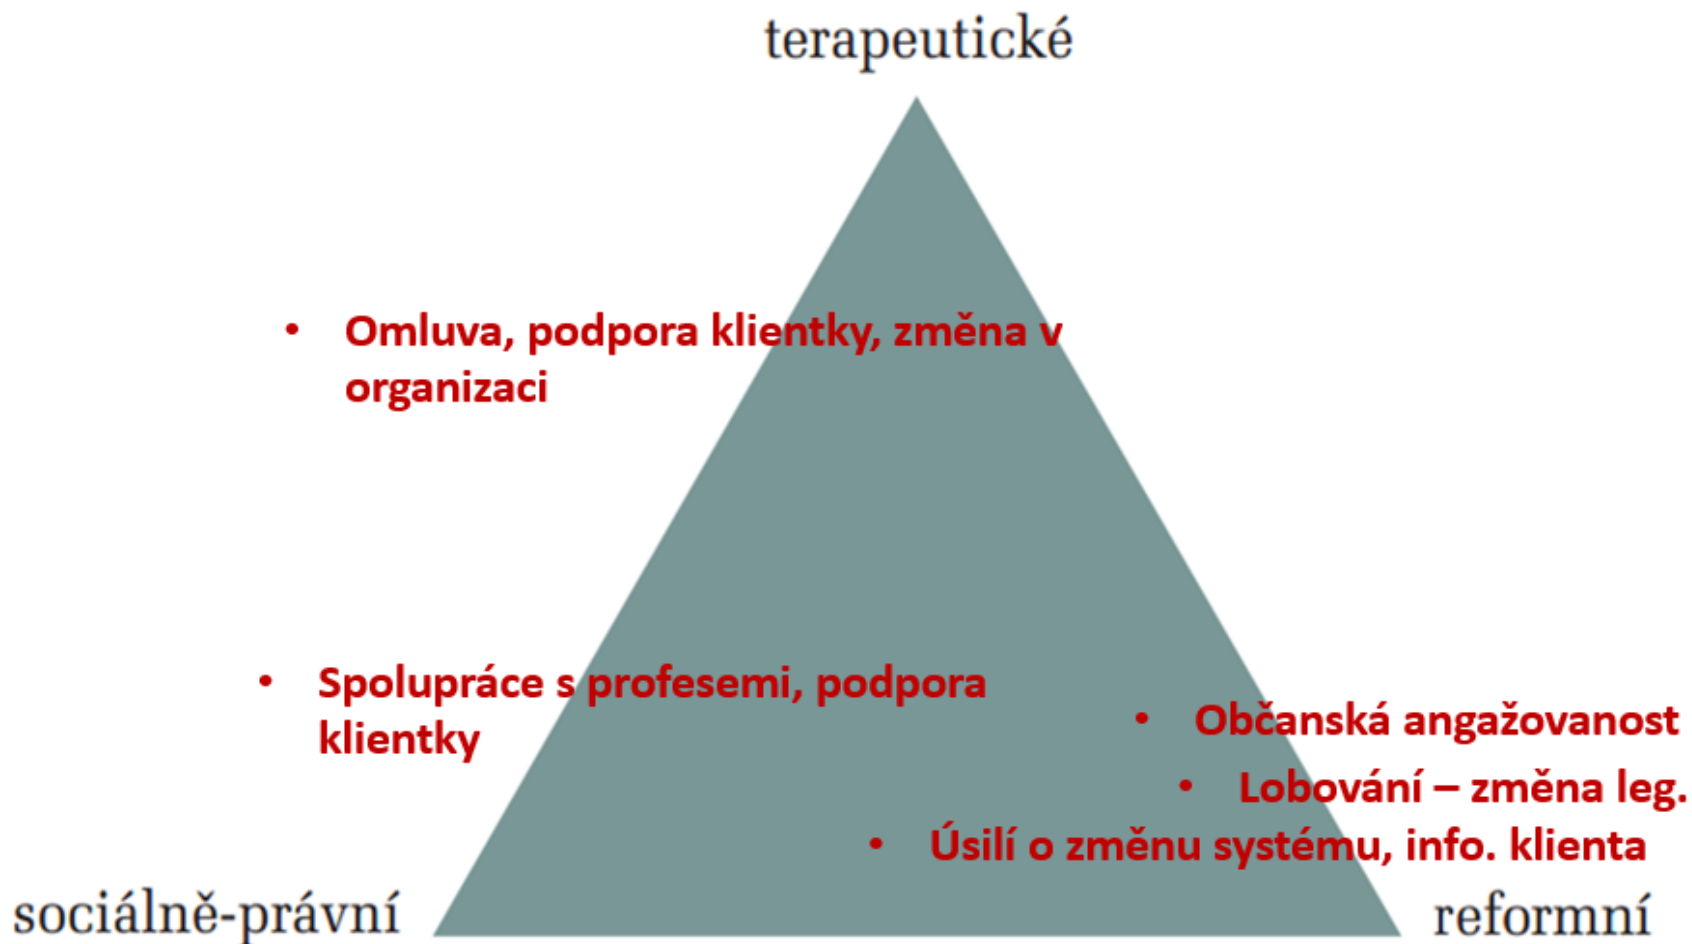 terapeutické
• Omluva, podpora klientky, změna v
organizaci
• Spolupráce s profesemi, podpora
klientky
• Občanská angažovanost
• Lobování – změna leg.
• Úsilí o změnu systému, info. klienta
sociálně-právní
reformní